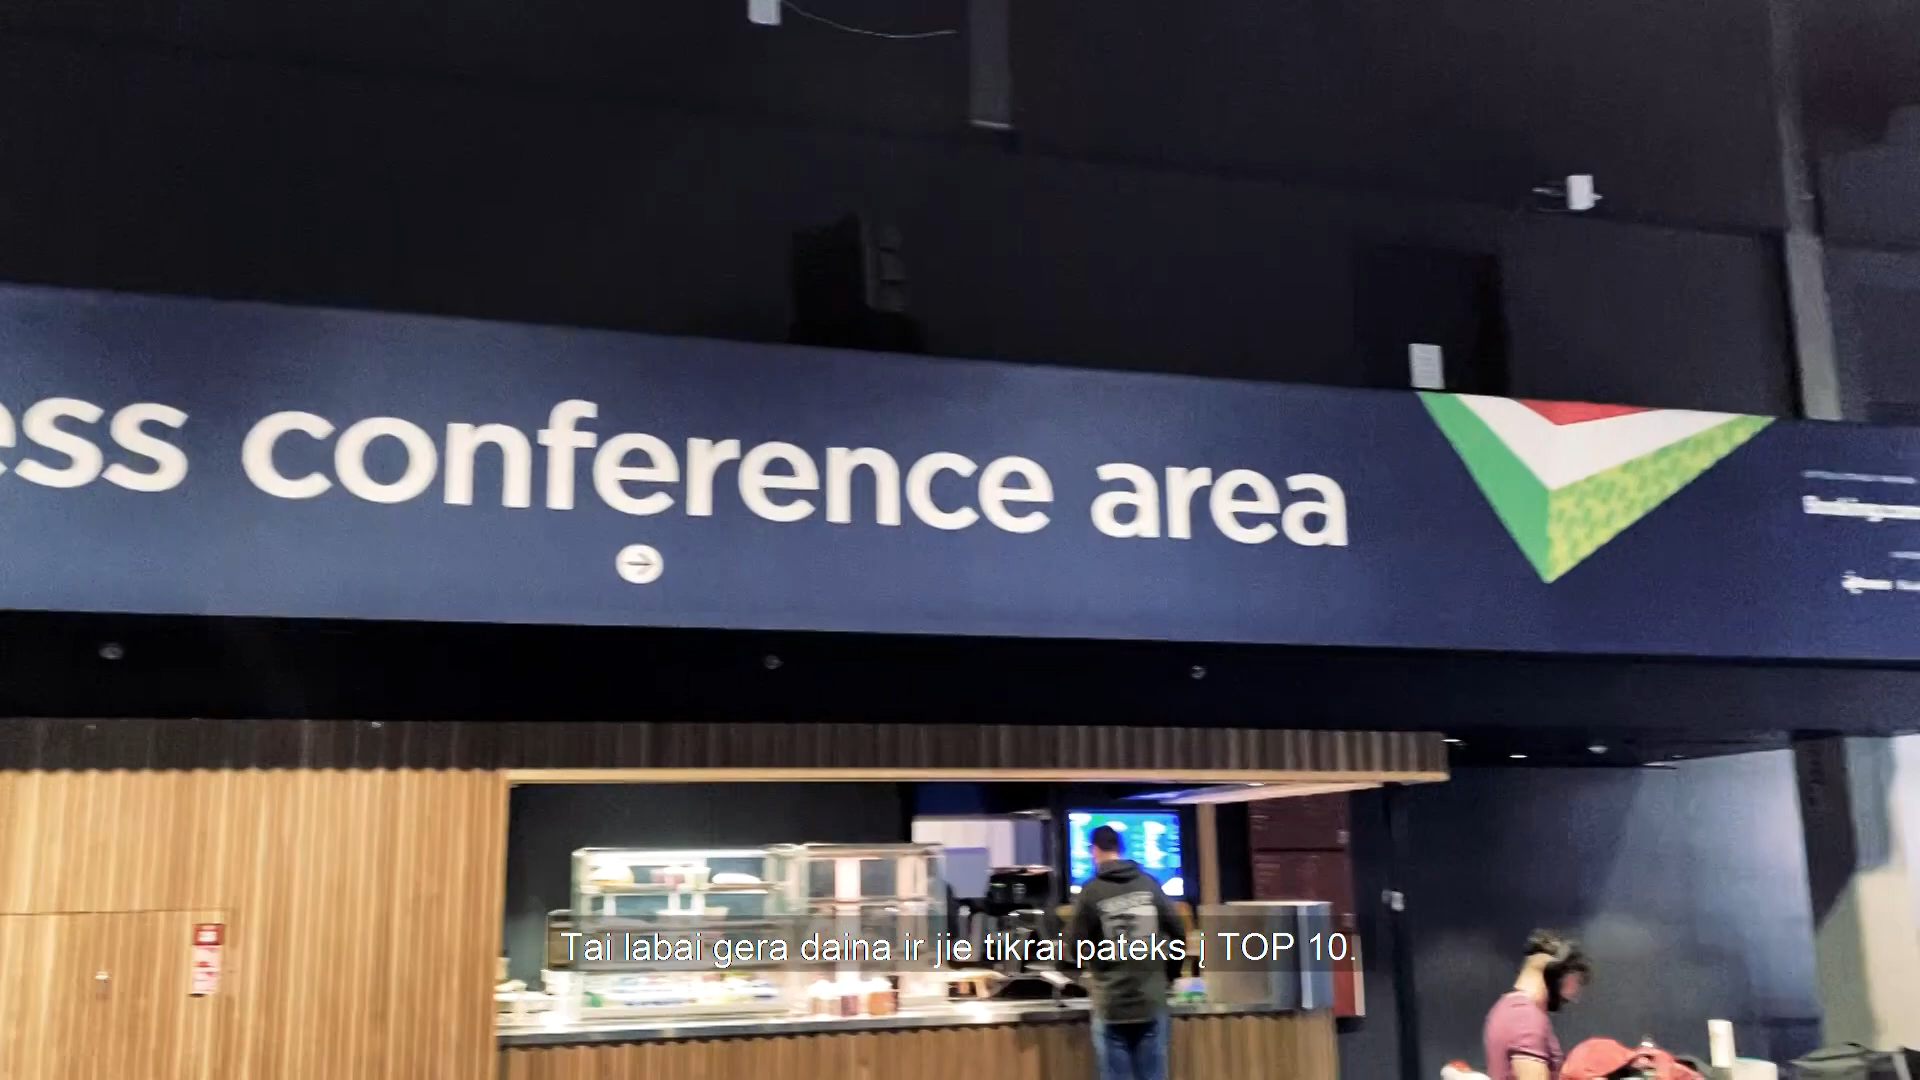 ess conference area
Tai labai gera daina ir jie tikrai pateks į TOP 10.